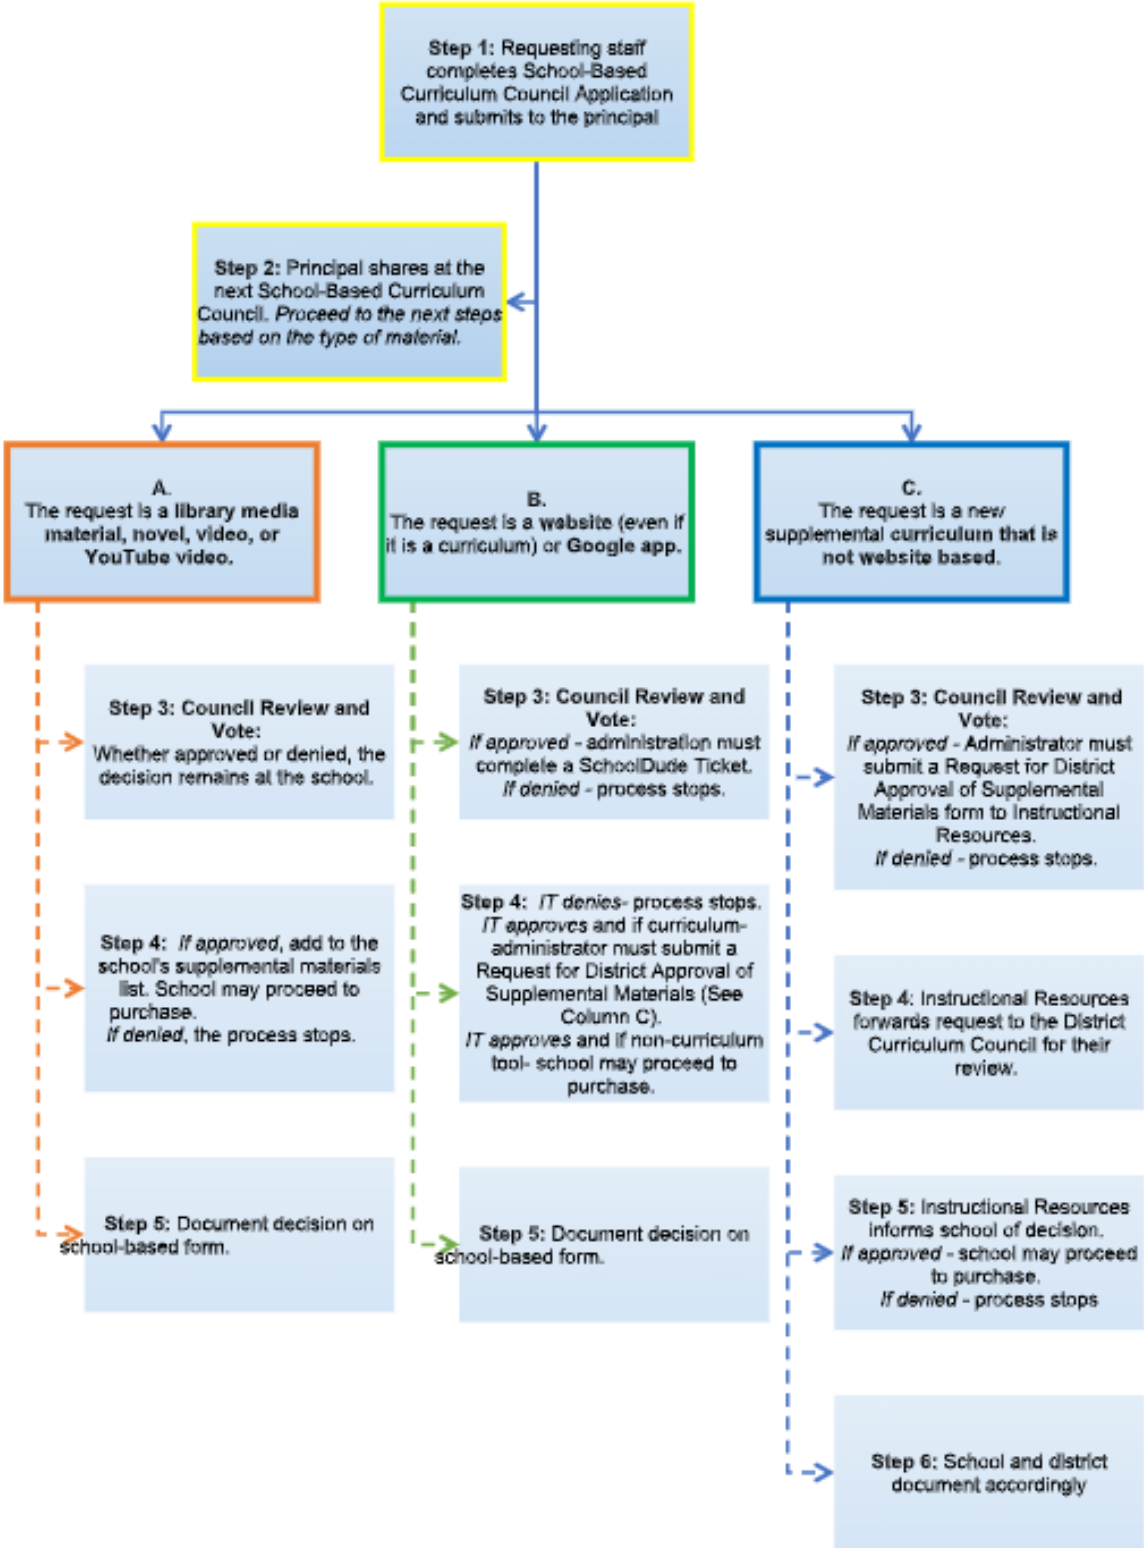 Step 1: Requesting staff
completes School-Based
Curriculum Council Application
and submits to the principal
Step 2: Principal shares at the
next School-Based Curriculum
Council. Proceed to the next steps
based on the type of material.
A.
The request is a library media
material, novel, video, or
YouTube video.
B.
The request is a website (even if
it is a curriculum) or Google app.
C.
The request is a new
supplemental curriculum that is
not website based.
Step 3: Council Review and
Vote:
Whether approved or denied, the
decision remains at the school.
Step 4: If approved, add to the
school's supplemental materials
list. School may proceed to
purchase.
If denied, the process stops.
Step 5: Document decision on
school-based form.
Step 3: Council Review and
Vote:
If approved - administration must
complete a SchoolDude Ticket.
If denied - process stops.
Step 4: IT denies- process stops.
IT approves and if curriculum-
administrator must submit a
Request for District Approval of
Supplemental Materials (See
Column C).
IT approves and if non-curriculum
tool- school may proceed to
purchase.
Step 5: Document decision on
school-based form.
Step 3: Council Review and
Vote:
If approved - Administrator must
submit a Request for District
Approval of Supplemental
Materials form to Instructional
Resources.
If denied - process stops.
Step 4: Instructional Resources
forwards request to the District
Curriculum Council for their
review.
Step 5: Instructional Resources
informs school of decision.
If approved - school may proceed
to purchase.
If denied - process stops
Step 6: School and district
document accordingly